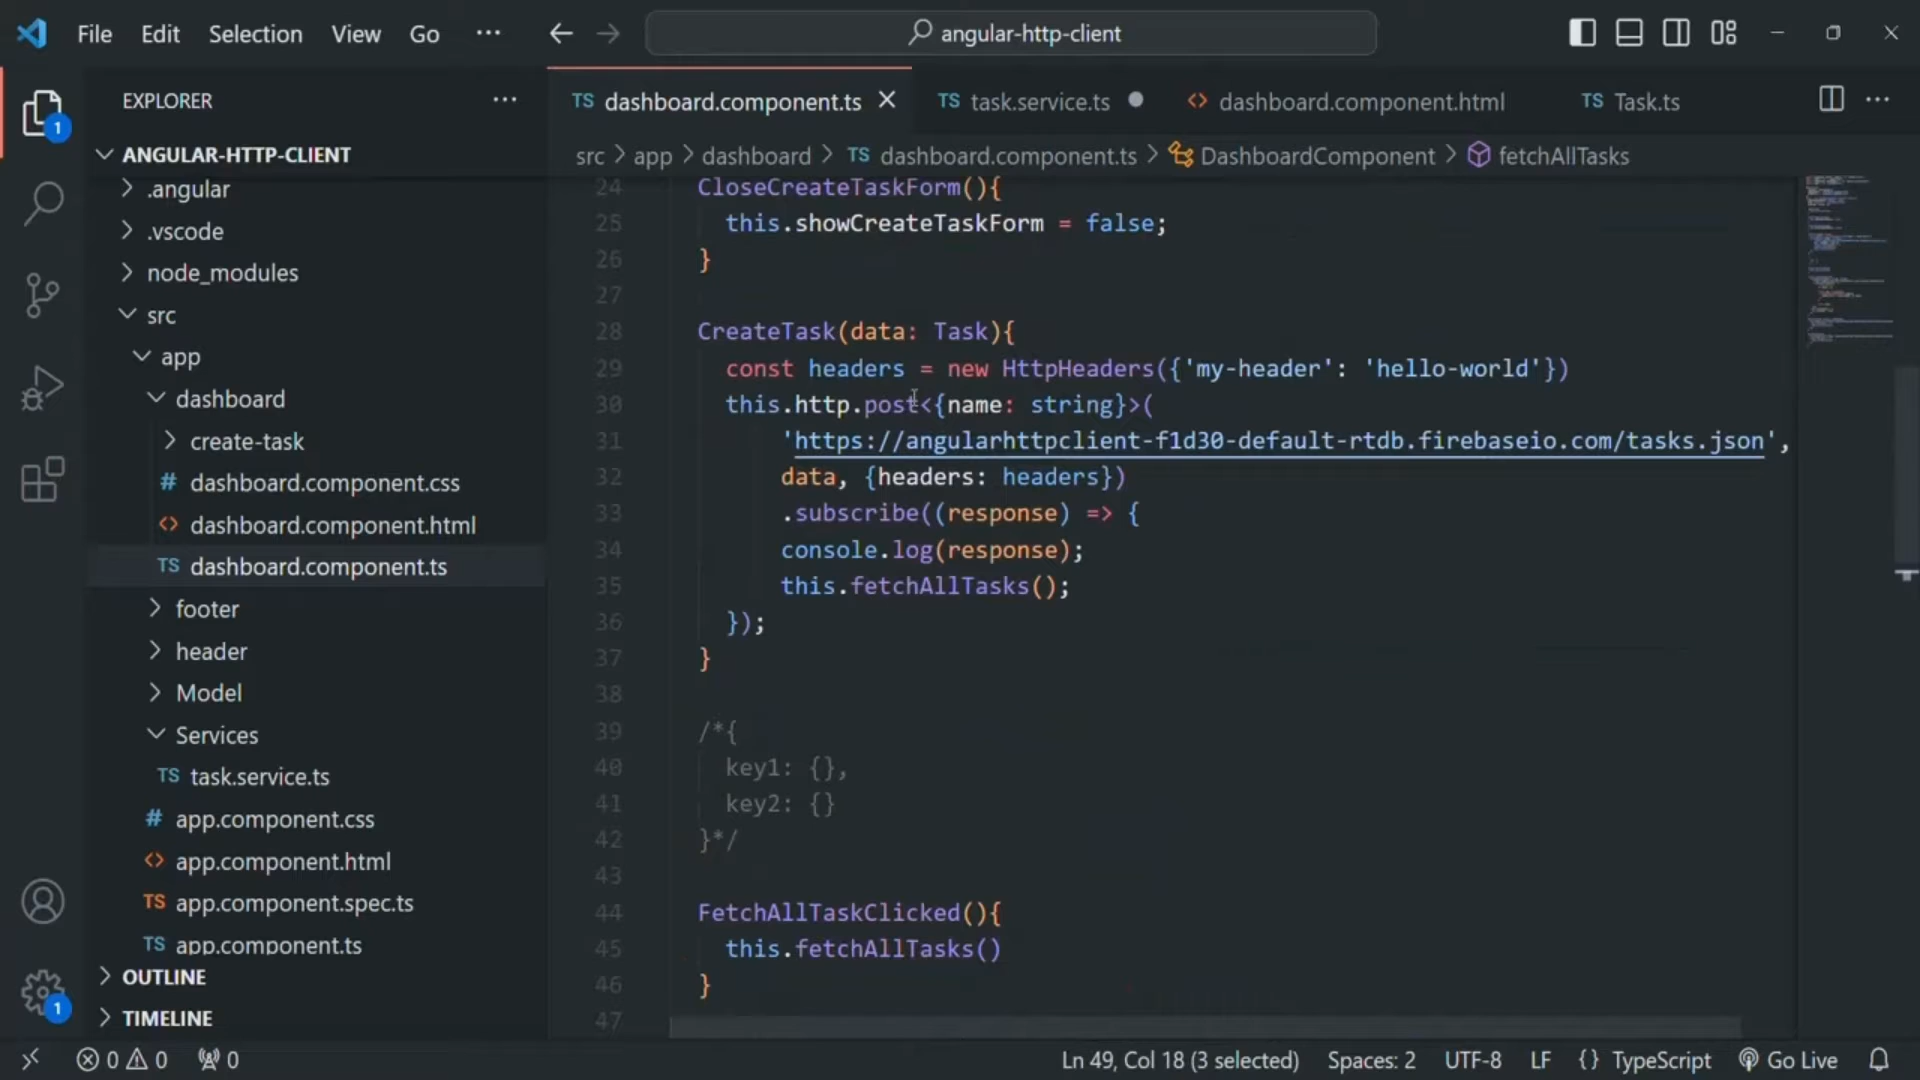 File Edit Selection View Go ··· angular-http-client
EXPLORER ···
TS dashboard.component.ts TS task.service.ts <> dashboard.component.html TS Task.ts ···
ANGULAR-HTTP-CLIENT
src > app > dashboard > TS dashboard.component.ts > DashboardComponent > fetchAllTasks
.angular
.vscode
node_modules
src
app
dashboard
create-task
# dashboard.component.css
<> dashboard.component.html
TS dashboard.component.ts
footer
header
Model
Services
TS task.service.ts
# app.component.css
<> app.component.html
TS app.component.spec.ts
TS app.component.ts
OUTLINE
TIMELINE
1
1
24 CloseCreateTaskForm(){
25 this.showCreateTaskForm = false;
26 }
27
28 CreateTask(data: Task){
29 const headers = new HttpHeaders({'my-header': 'hello-world'})
30 this.http.post<{name: string}>(
31 'https://angularhttpclient-f1d30-default-rtdb.firebaseio.com/tasks.json',
32 data, {headers: headers})
33 .subscribe((response) => {
34 console.log(response);
35 this.fetchAllTasks();
36 });
37 }
38
39 /*{
40 key1: {},
41 key2: {}
42 }*/
43
44 FetchAllTaskClicked(){
45 this.fetchAllTasks()
46 }
47
0 0 0 Ln 49, Col 18 (3 selected) Spaces: 2 UTF-8 LF {} TypeScript Go Live